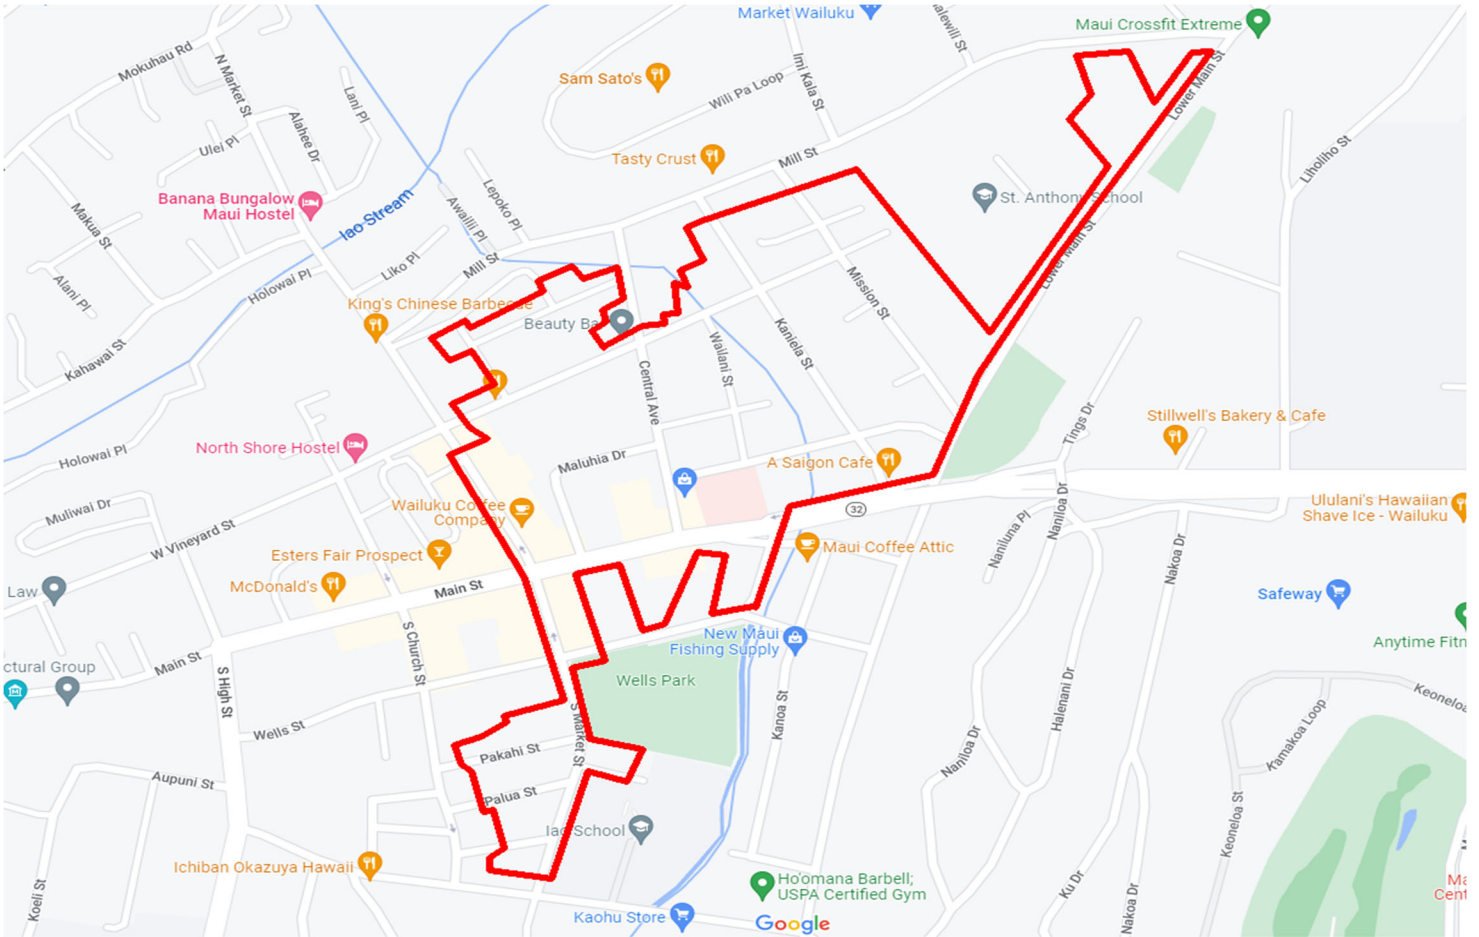 Market Wailuku
Maui Crossfit Extreme
Mokuhau Rd
N Market St
Sam Sato's
Wili Pa Loop
Imi Kala St
Lani Pl
Alahee Dr
Ulei Pl
Lower Main St
Tasty Crust
Mill St
Liholiho St
Banana Bungalow
Maui Hostel
Iao Stream
Lepoko Pl
Awalii Pl
St. Anthony School
Makua St
Liko Pl
Mill St
Lower Main St
Alani Pl
Holowai Pl
Mission St
King's Chinese Barbecue
Beauty Ba
Kaniela St
Wailani St
Kahawai St
Central Ave
Stillwell's Bakery & Cafe
Tings Dr
North Shore Hostel
Holowai Pl
Maluhia Dr
A Saigon Cafe
Muliwai Dr
Wailuku Coffee
Company
32
Naniloa Dr
Ululani's Hawaiian
Shave Ice - Wailuku
W Vineyard St
Esters Fair Prospect
Maui Coffee Attic
Naniluna Pl
Nakoa Dr
Law
McDonald's
Main St
Safeway
S Church St
New Maui
Fishing Supply
Anytime Fitn
ctural Group
Main St
S High St
Wells Park
Halenani Dr
Keonelo
Wells St
S Market St
Kanoa St
Kamakoa Loop
Pakahi St
Naniloa Dr
Aupuni St
Palua St
Iao School
Keoneloa St
Ichiban Okazuya Hawaii
Koeli St
Ho'omana Barbell;
USPA Certified Gym
Ku Dr
Nakoa Dr
Ma
Cent
Kaohu Store
Google